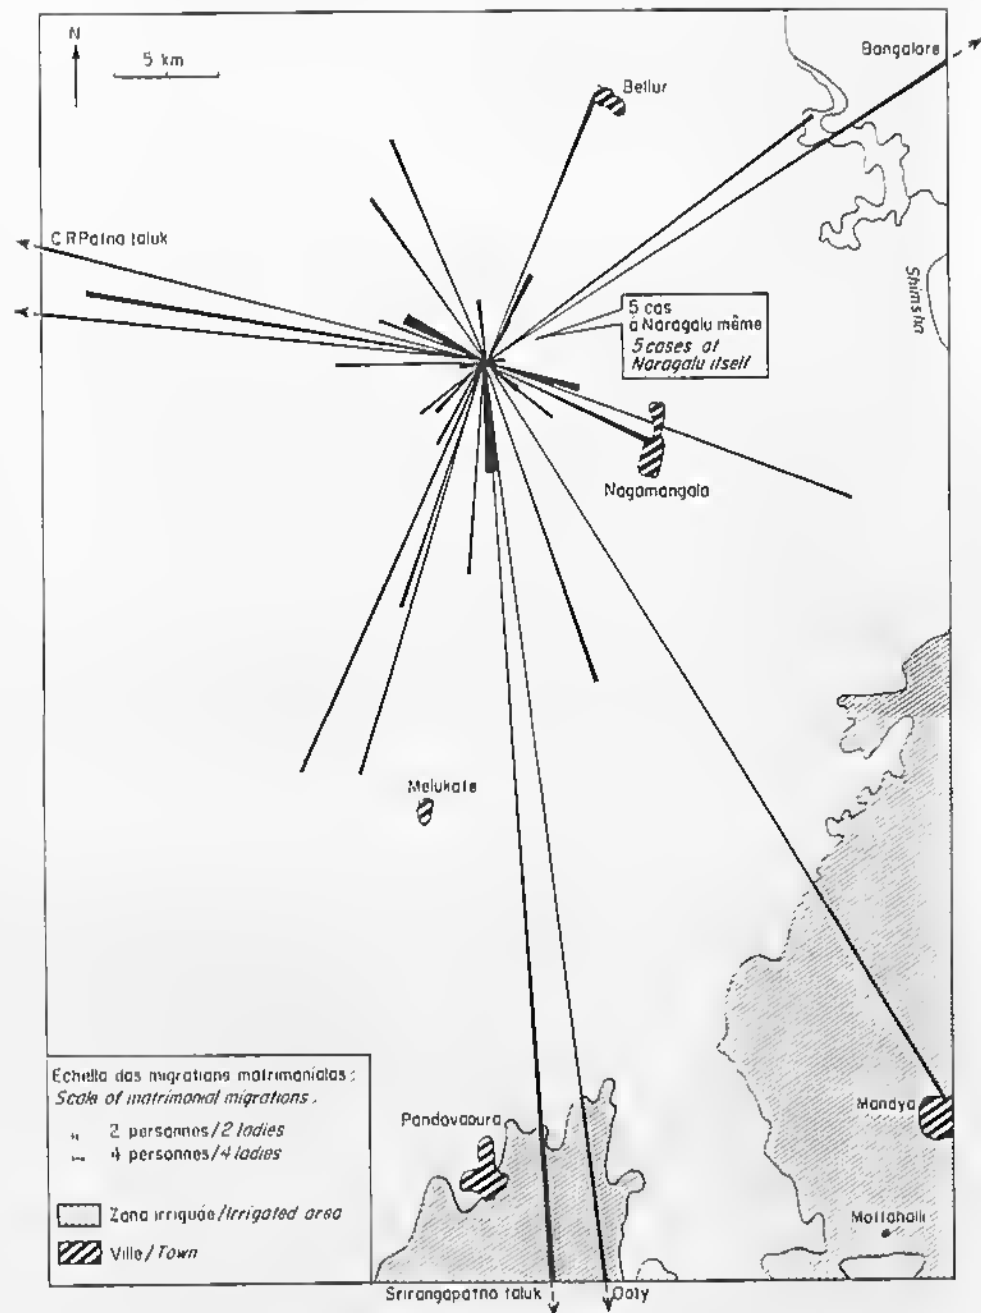 N
5 km
Bangalore
Bellur
C R Patna taluk
Shimsha
5 cas
à Naragalu même
5 cases at
Naragalu itself
Nagamangala
Melukote
Echelle des migrations matrimoniales :
Scale of matrimonial migrations :
2 personnes/2 ladies
4 personnes/4 ladies
Zone irriguée/Irrigated area
Ville/Town
Pandavapura
Mandya
Mottahalli
Srirangapatna taluk
Ooty